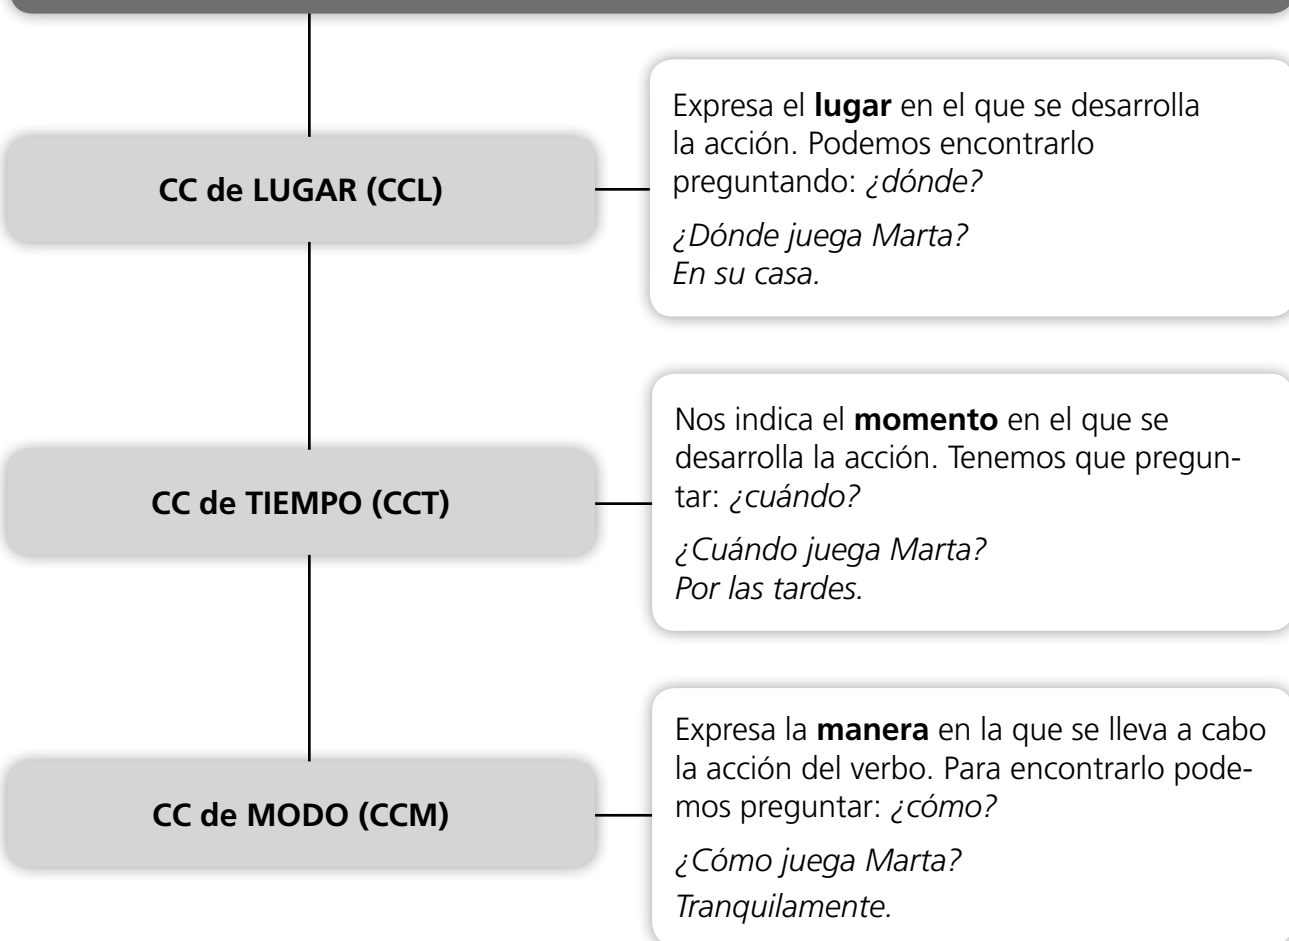 CC de LUGAR (CCL)
Expresa el lugar en el que se desarrolla
la acción. Podemos encontrarlo
preguntando: ¿dónde?
¿Dónde juega Marta?
En su casa.
CC de TIEMPO (CCT)
Nos indica el momento en el que se
desarrolla la acción. Tenemos que pregun-
tar: ¿cuándo?
¿Cuándo juega Marta?
Por las tardes.
CC de MODO (CCM)
Expresa la manera en la que se lleva a cabo
la acción del verbo. Para encontrarlo pode-
mos preguntar: ¿cómo?
¿Cómo juega Marta?
Tranquilamente.